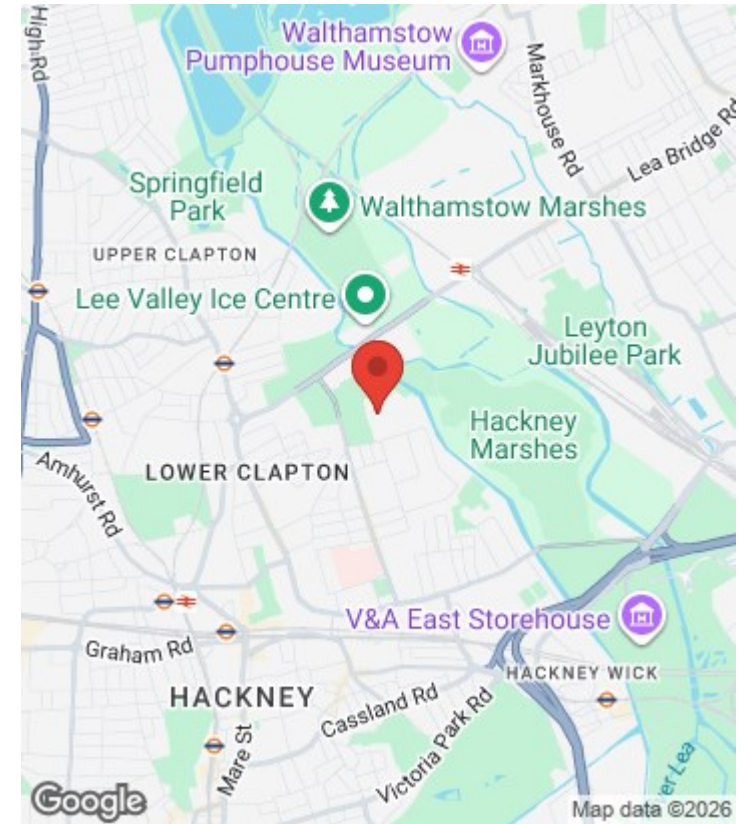 High Rd
Walthamstow
Pumphouse Museum
Markhouse Rd
Lea Bridge Rd
Springfield
Park
Walthamstow Marshes
UPPER CLAPTON
Lee Valley Ice Centre
Leyton
Jubilee Park
Hackney
Marshes
LOWER CLAPTON
Amhurst Rd
V&A East Storehouse
Graham Rd
HACKNEY WICK
HACKNEY
Cassland Rd
Mare St
Victoria Park Rd
er Lea
Google
Map data ©2026